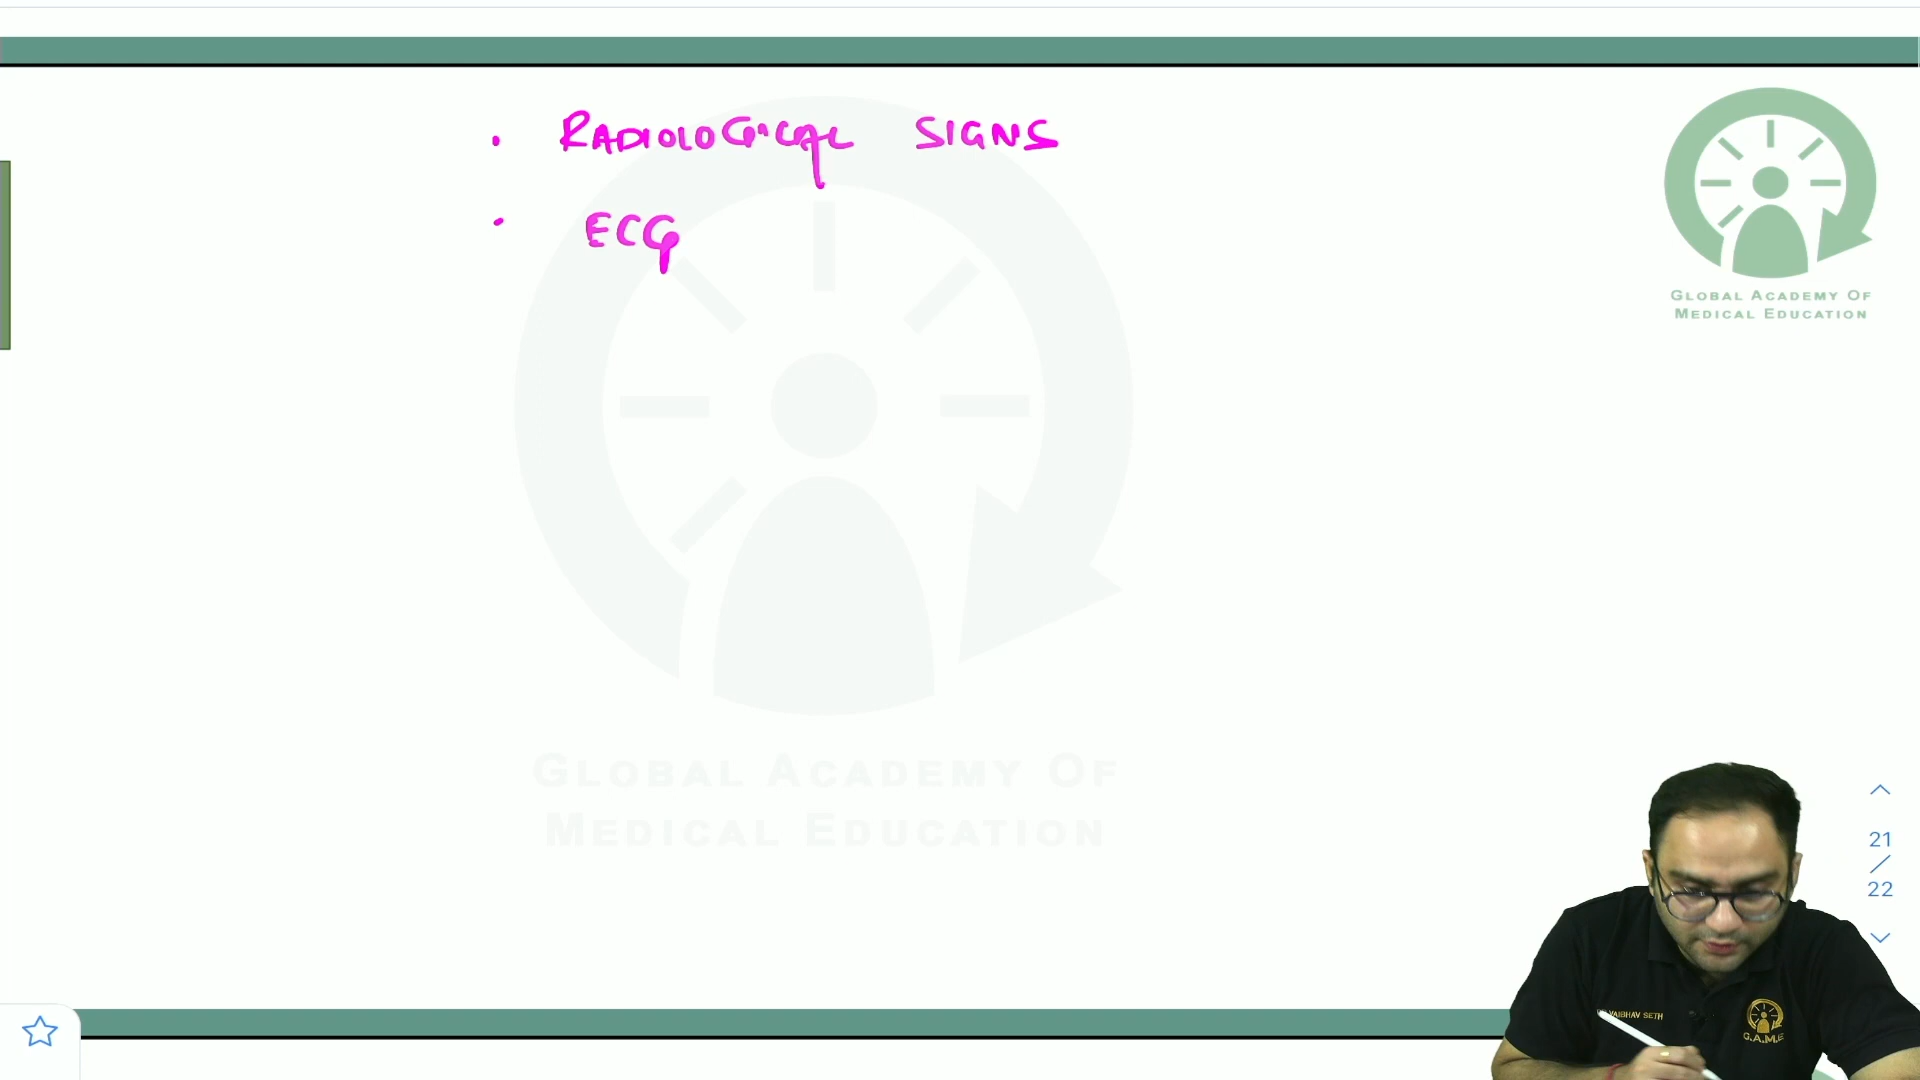 . RADIOLOGICAL SIGNS
. ECG
GLOBAL ACADEMY OF
MEDICAL EDUCATION
GLOBAL ACADEMY OF
MEDICAL EDUCATION
21
/
22
VAIBHAV SETH
G.A.M.E